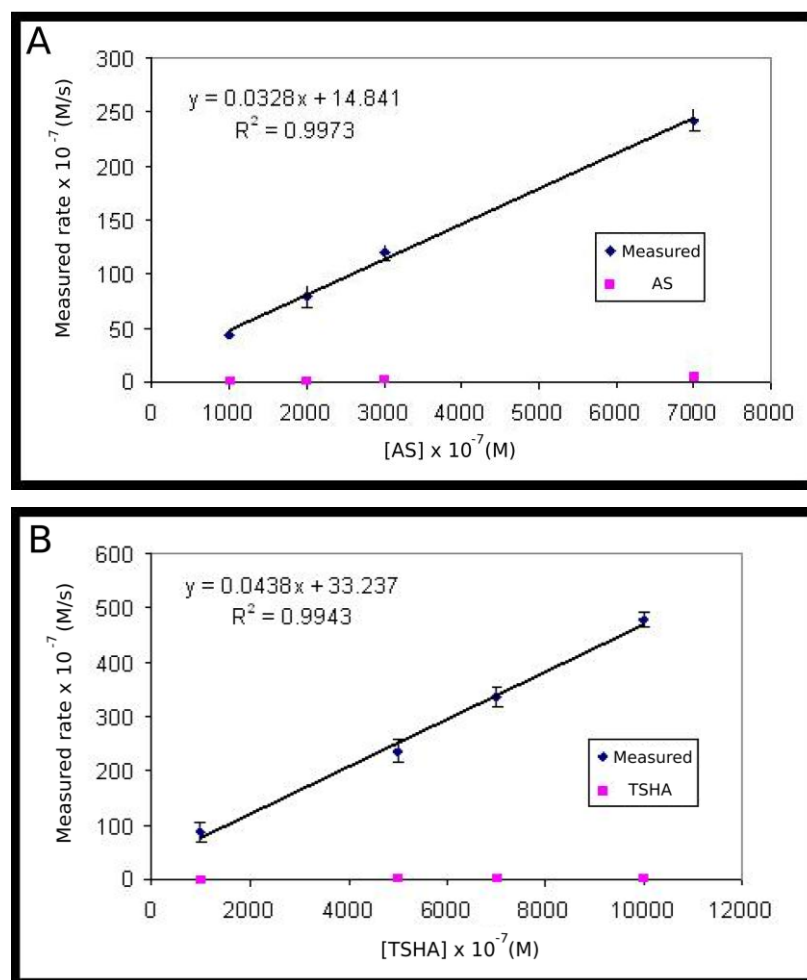 A
Measured rate x 10⁻⁷ (M/s)
y = 0.0328x + 14.841
R² = 0.9973
300
250
200
150
100
50
0
Measured
AS
0 1000 2000 3000 4000 5000 6000 7000 8000
[AS] x 10⁻⁷(M)
B
Measured rate x 10⁻⁷ (M/s)
y = 0.0438x + 33.237
R² = 0.9943
600
500
400
300
200
100
0
Measured
TSHA
0 2000 4000 6000 8000 10000 12000
[TSHA] x 10⁻⁷(M)